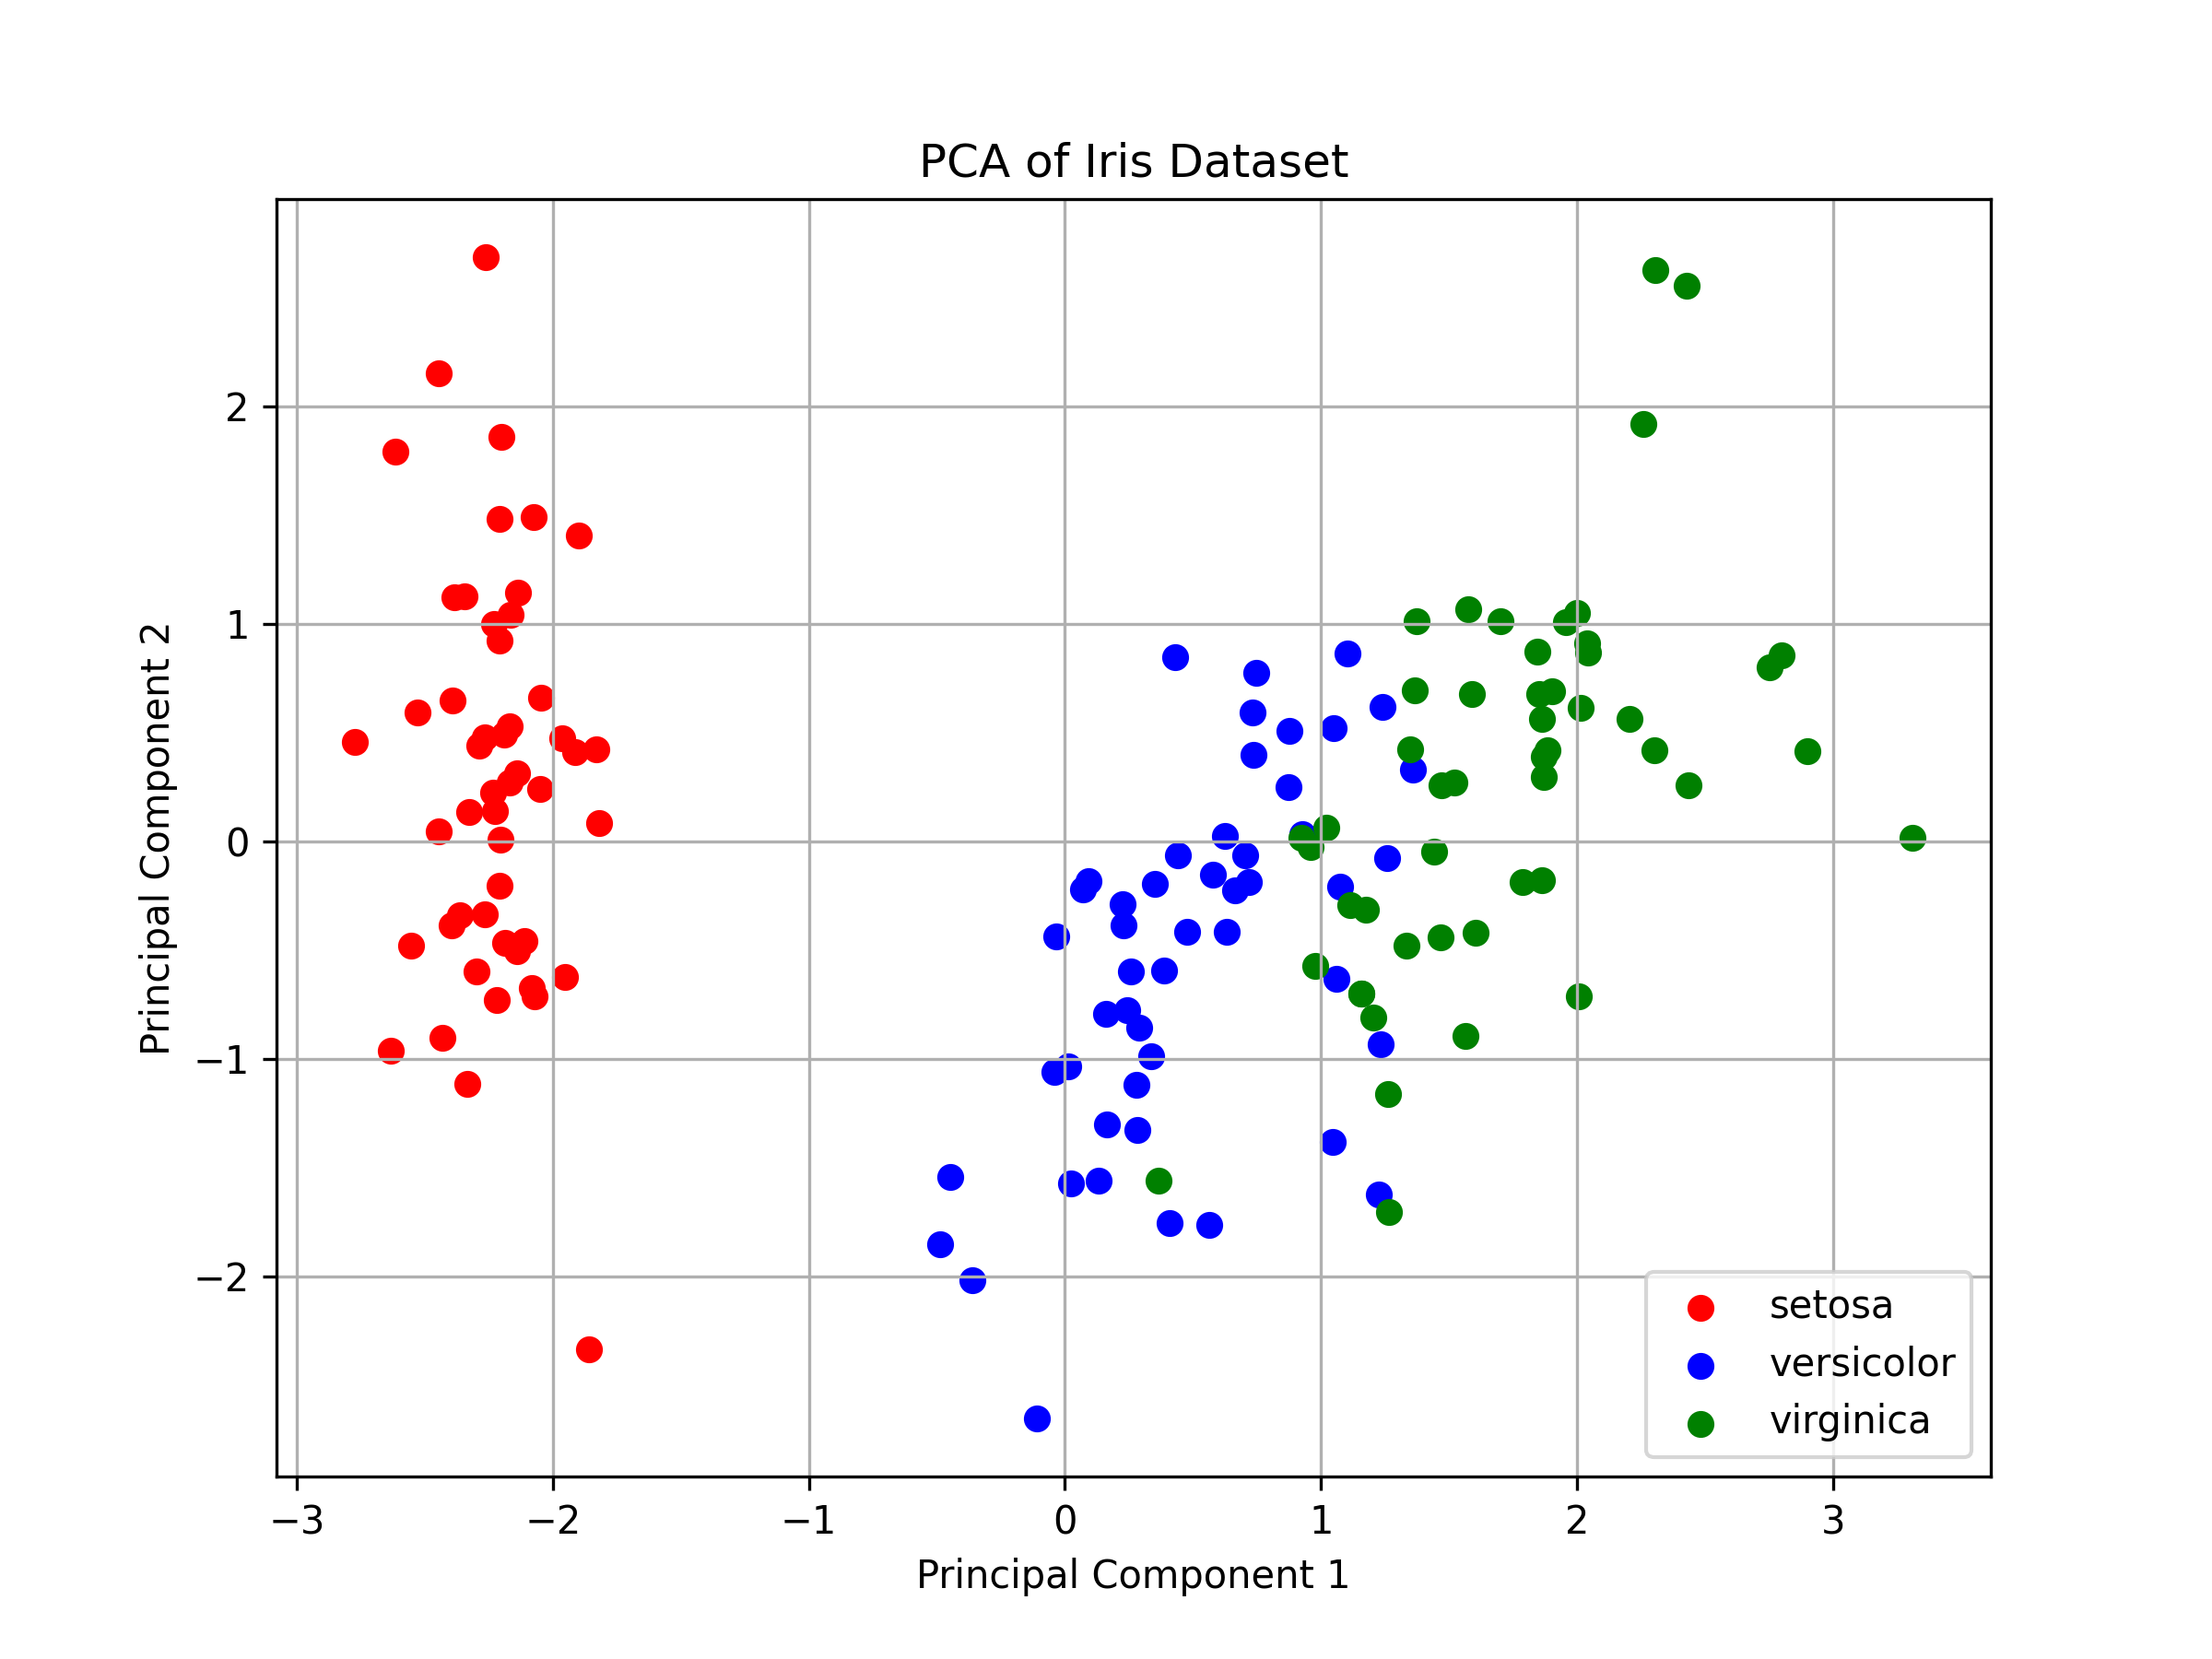 PCA of Iris Dataset
Principal Component 2
2
1
0
−1
−2
−3
−2
−1
0
1
2
3
Principal Component 1
setosa
versicolor
virginica